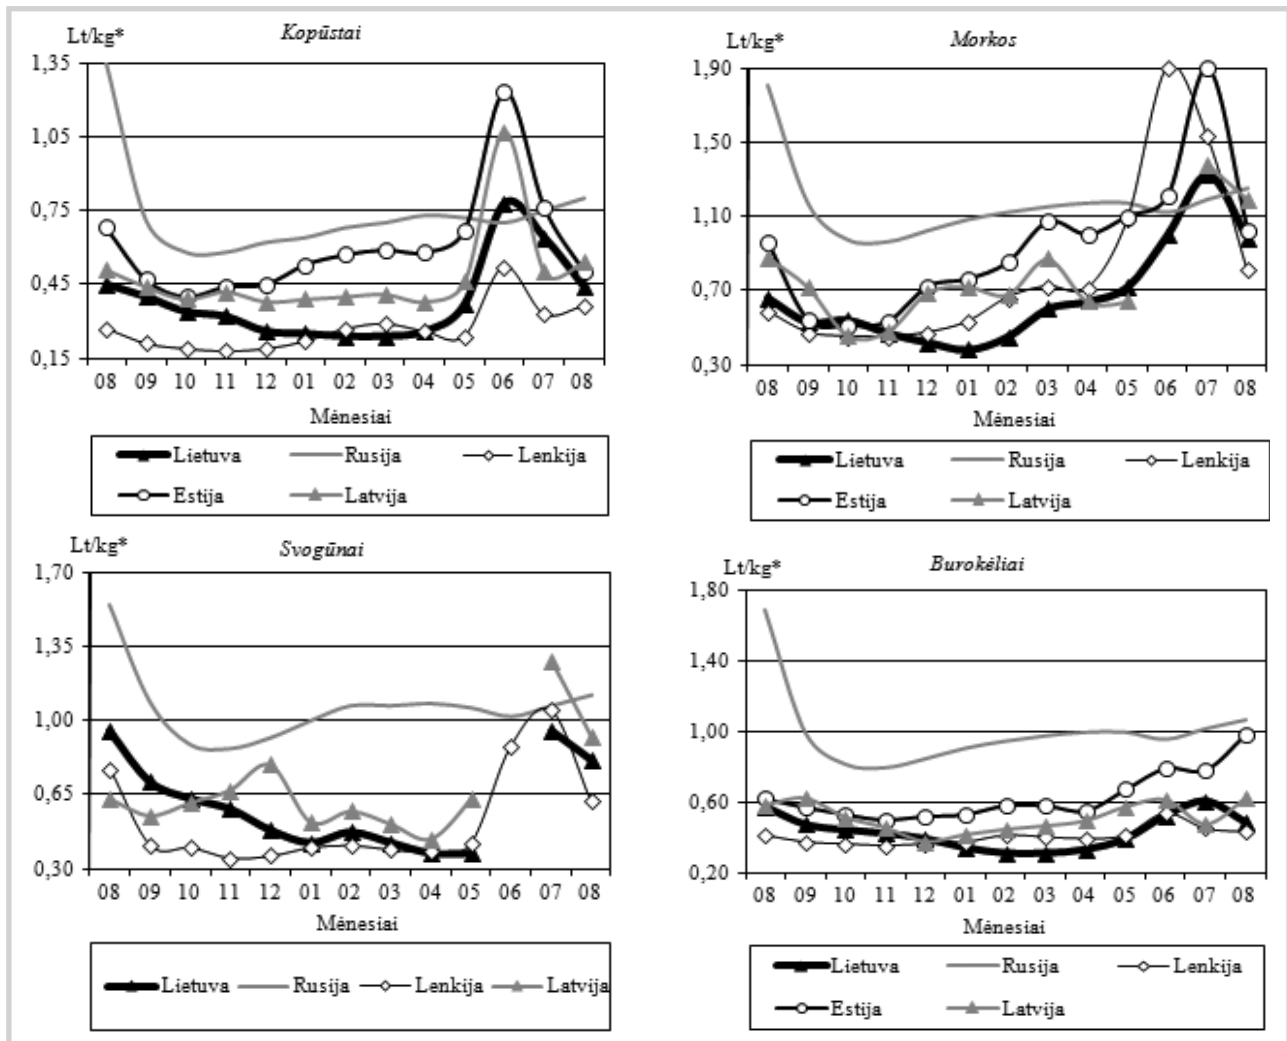 Lt/kg*
Kopūstai
1,35
1,05
0,75
0,45
0,15
08 09 10 11 12 01 02 03 04 05 06 07 08
Mėnesiai
Lietuva Rusija Lenkija
Estija Latvija
Lt/kg*
Morkos
1,90
1,50
1,10
0,70
0,30
08 09 10 11 12 01 02 03 04 05 06 07 08
Mėnesiai
Lietuva Rusija Lenkija
Estija Latvija
Lt/kg*
Svogūnai
1,70
1,35
1,00
0,65
0,30
08 09 10 11 12 01 02 03 04 05 06 07 08
Mėnesiai
Lietuva Rusija Lenkija Latvija
Lt/kg*
Burokėliai
1,80
1,40
1,00
0,60
0,20
08 09 10 11 12 01 02 03 04 05 06 07 08
Mėnesiai
Lietuva Rusija Lenkija
Estija Latvija